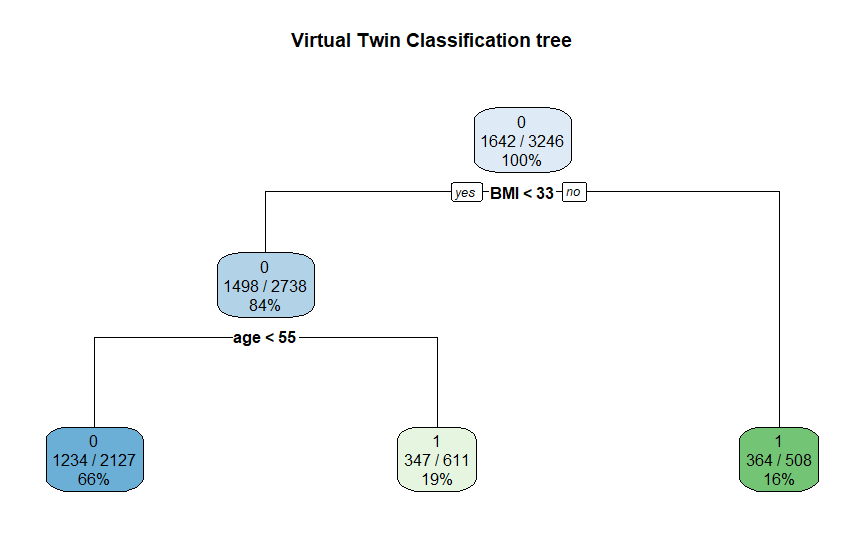 Virtual Twin Classification tree
0
1642 / 3246
100%
yes BMI < 33 no
0
1498 / 2738
84%
age < 55
0
1234 / 2127
66%
1
347 / 611
19%
1
364 / 508
16%